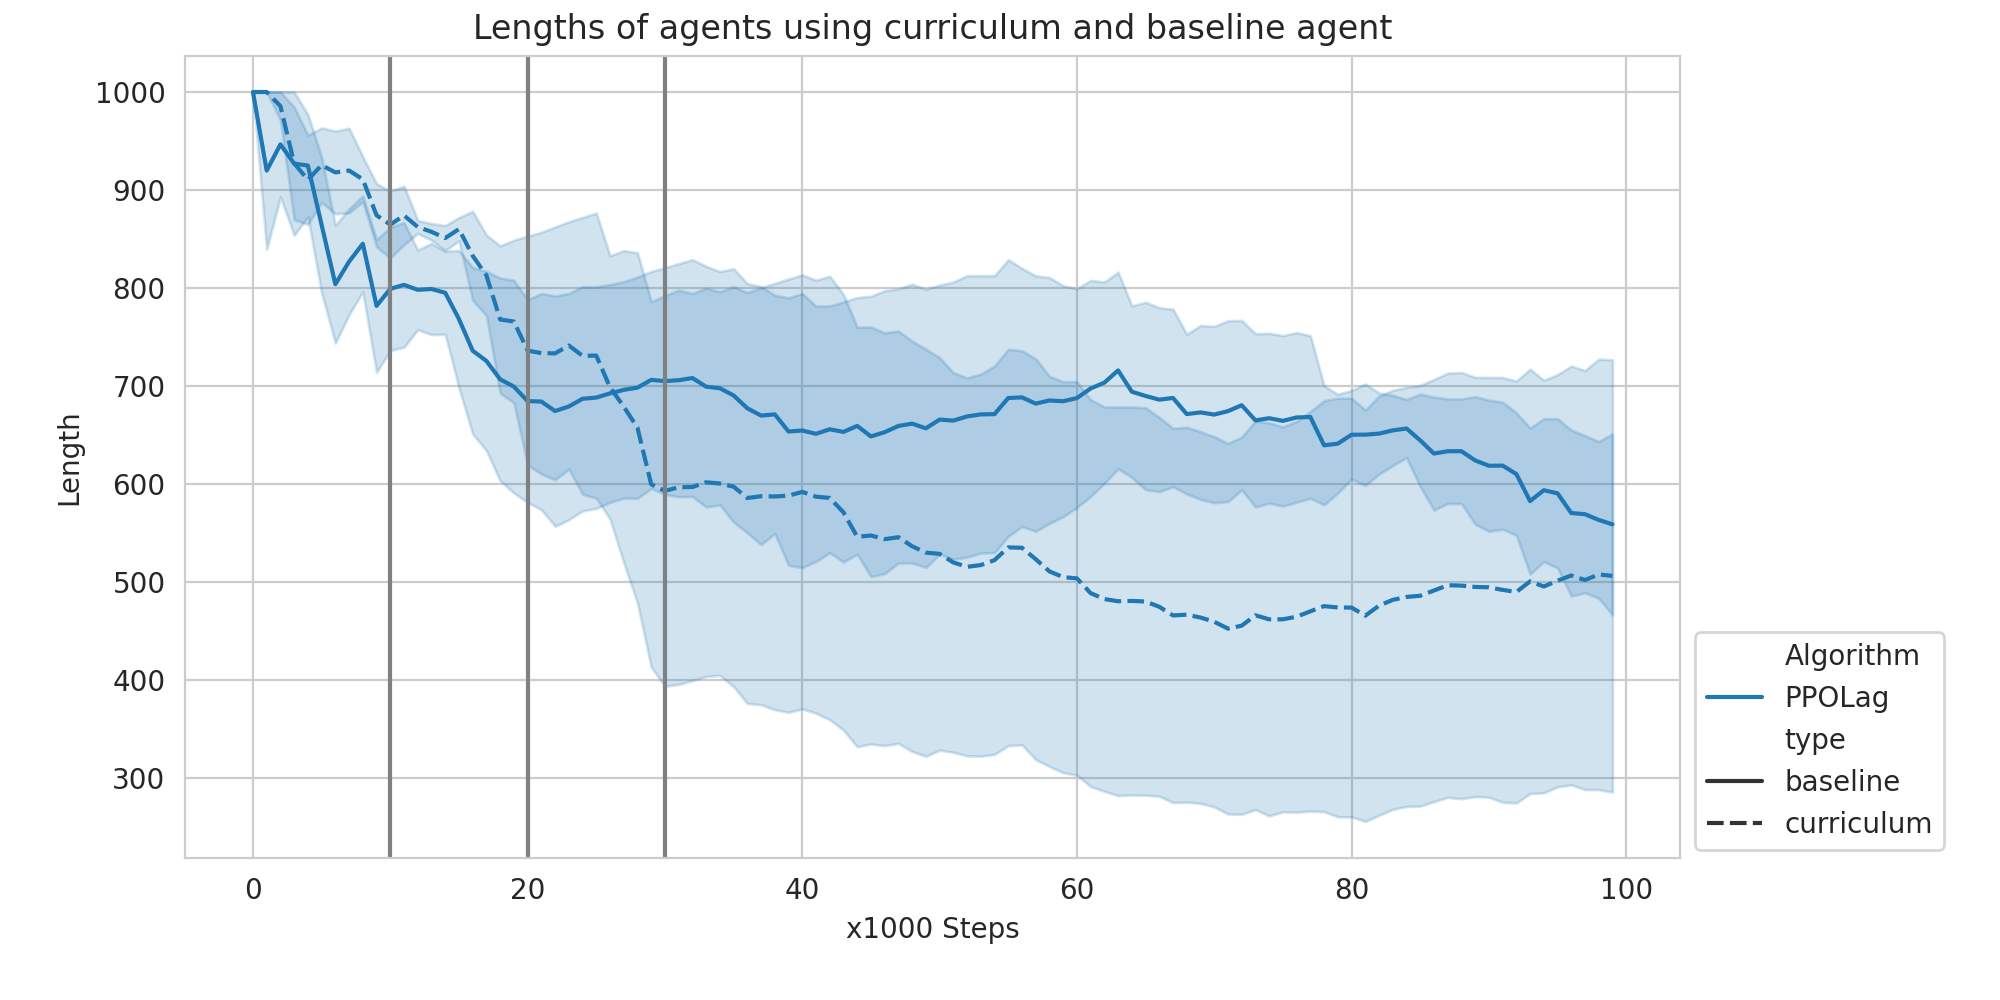 Lengths of agents using curriculum and baseline agent
1000
900
800
700
600
500
400
300
Length
0 20 40 60 80 100
x1000 Steps
Algorithm
PPOLag
type
baseline
curriculum